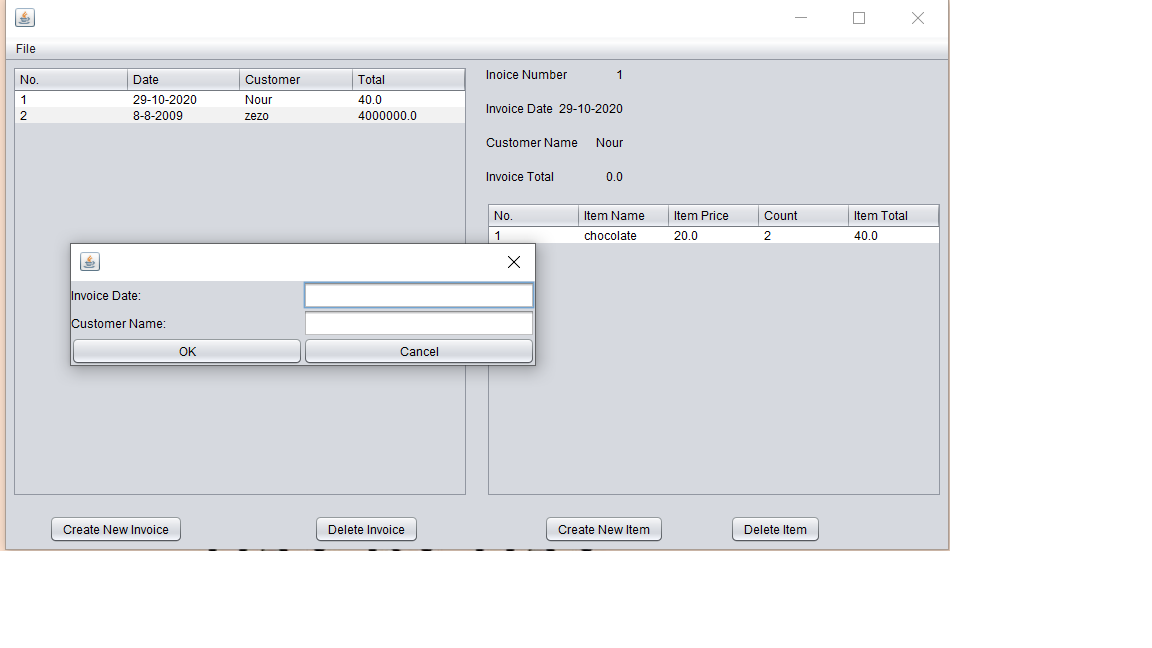 File
No. Date Customer Total
1 29-10-2020 Nour 40.0
2 8-8-2009 zezo 4000000.0
Inoice Number 1
Invoice Date 29-10-2020
Customer Name Nour
Invoice Total 0.0
No. Item Name Item Price Count Item Total
1 chocolate 20.0 2 40.0
Invoice Date:
Customer Name:
OK Cancel
Create New Invoice Delete Invoice Create New Item Delete Item